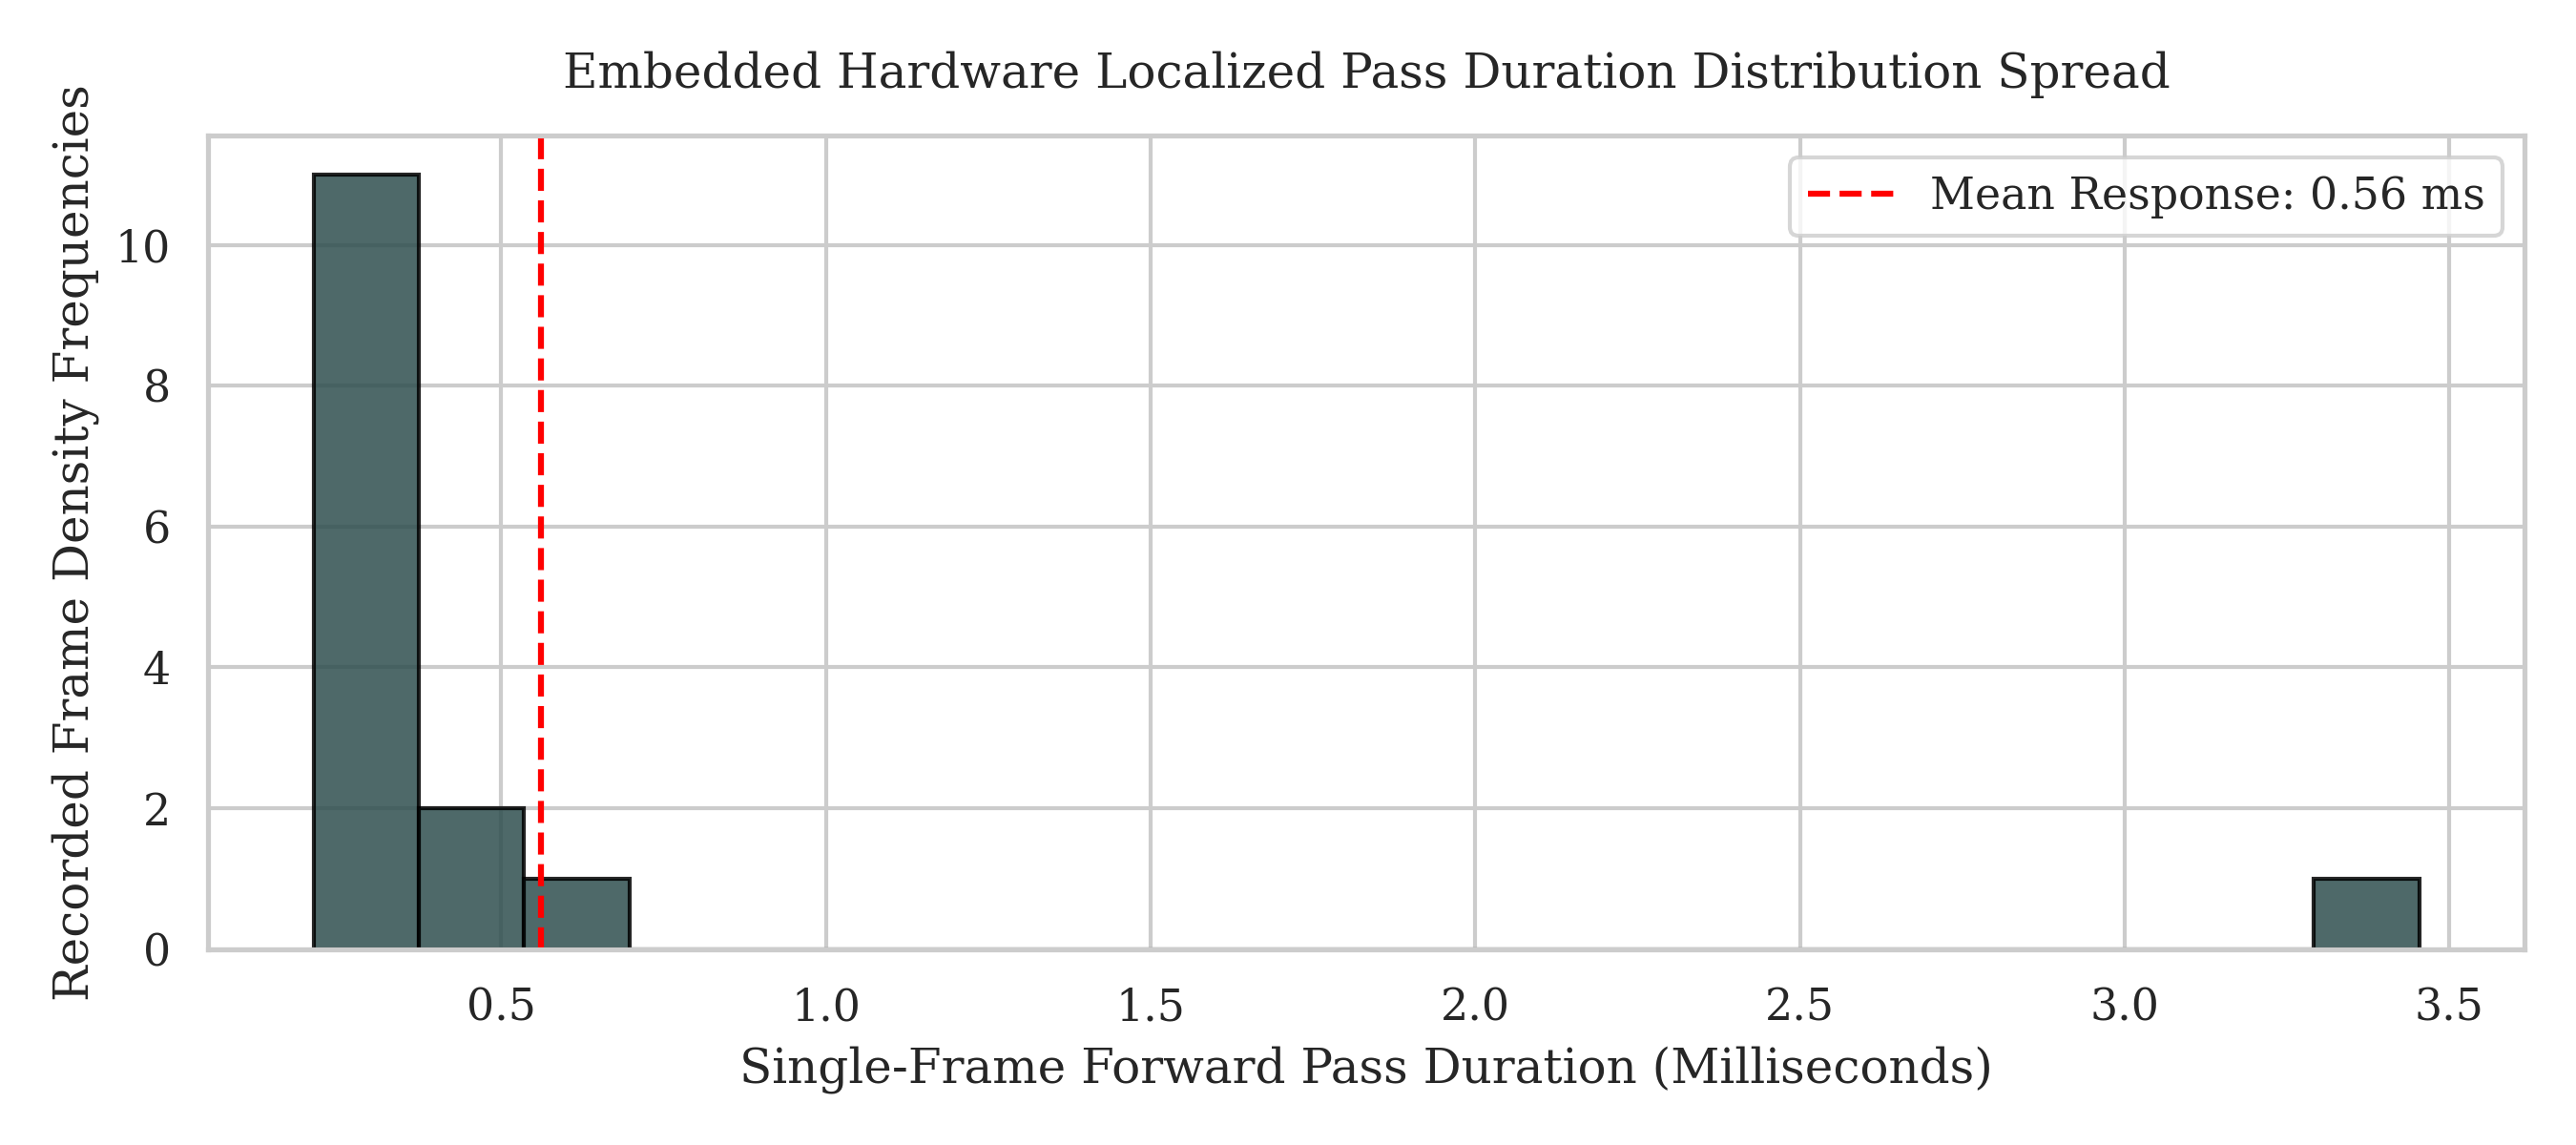 Embedded Hardware Localized Pass Duration Distribution Spread
Mean Response: 0.56 ms
Recorded Frame Density Frequencies
10
8
6
4
2
0
0.5 1.0 1.5 2.0 2.5 3.0 3.5
Single-Frame Forward Pass Duration (Milliseconds)